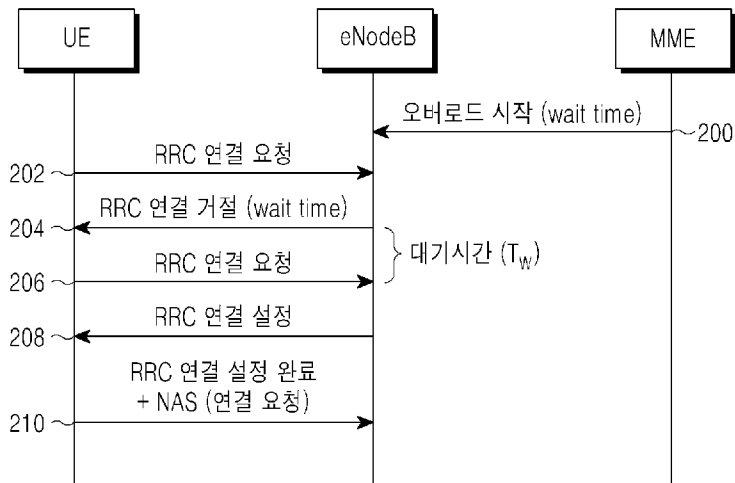 UE
eNodeB
MME
오버로드 시작 (wait time)
200
RRC 연결 요청
202
RRC 연결 거절 (wait time)
204
대기시간 (TW)
RRC 연결 요청
206
RRC 연결 설정
208
RRC 연결 설정 완료
+ NAS (연결 요청)
210